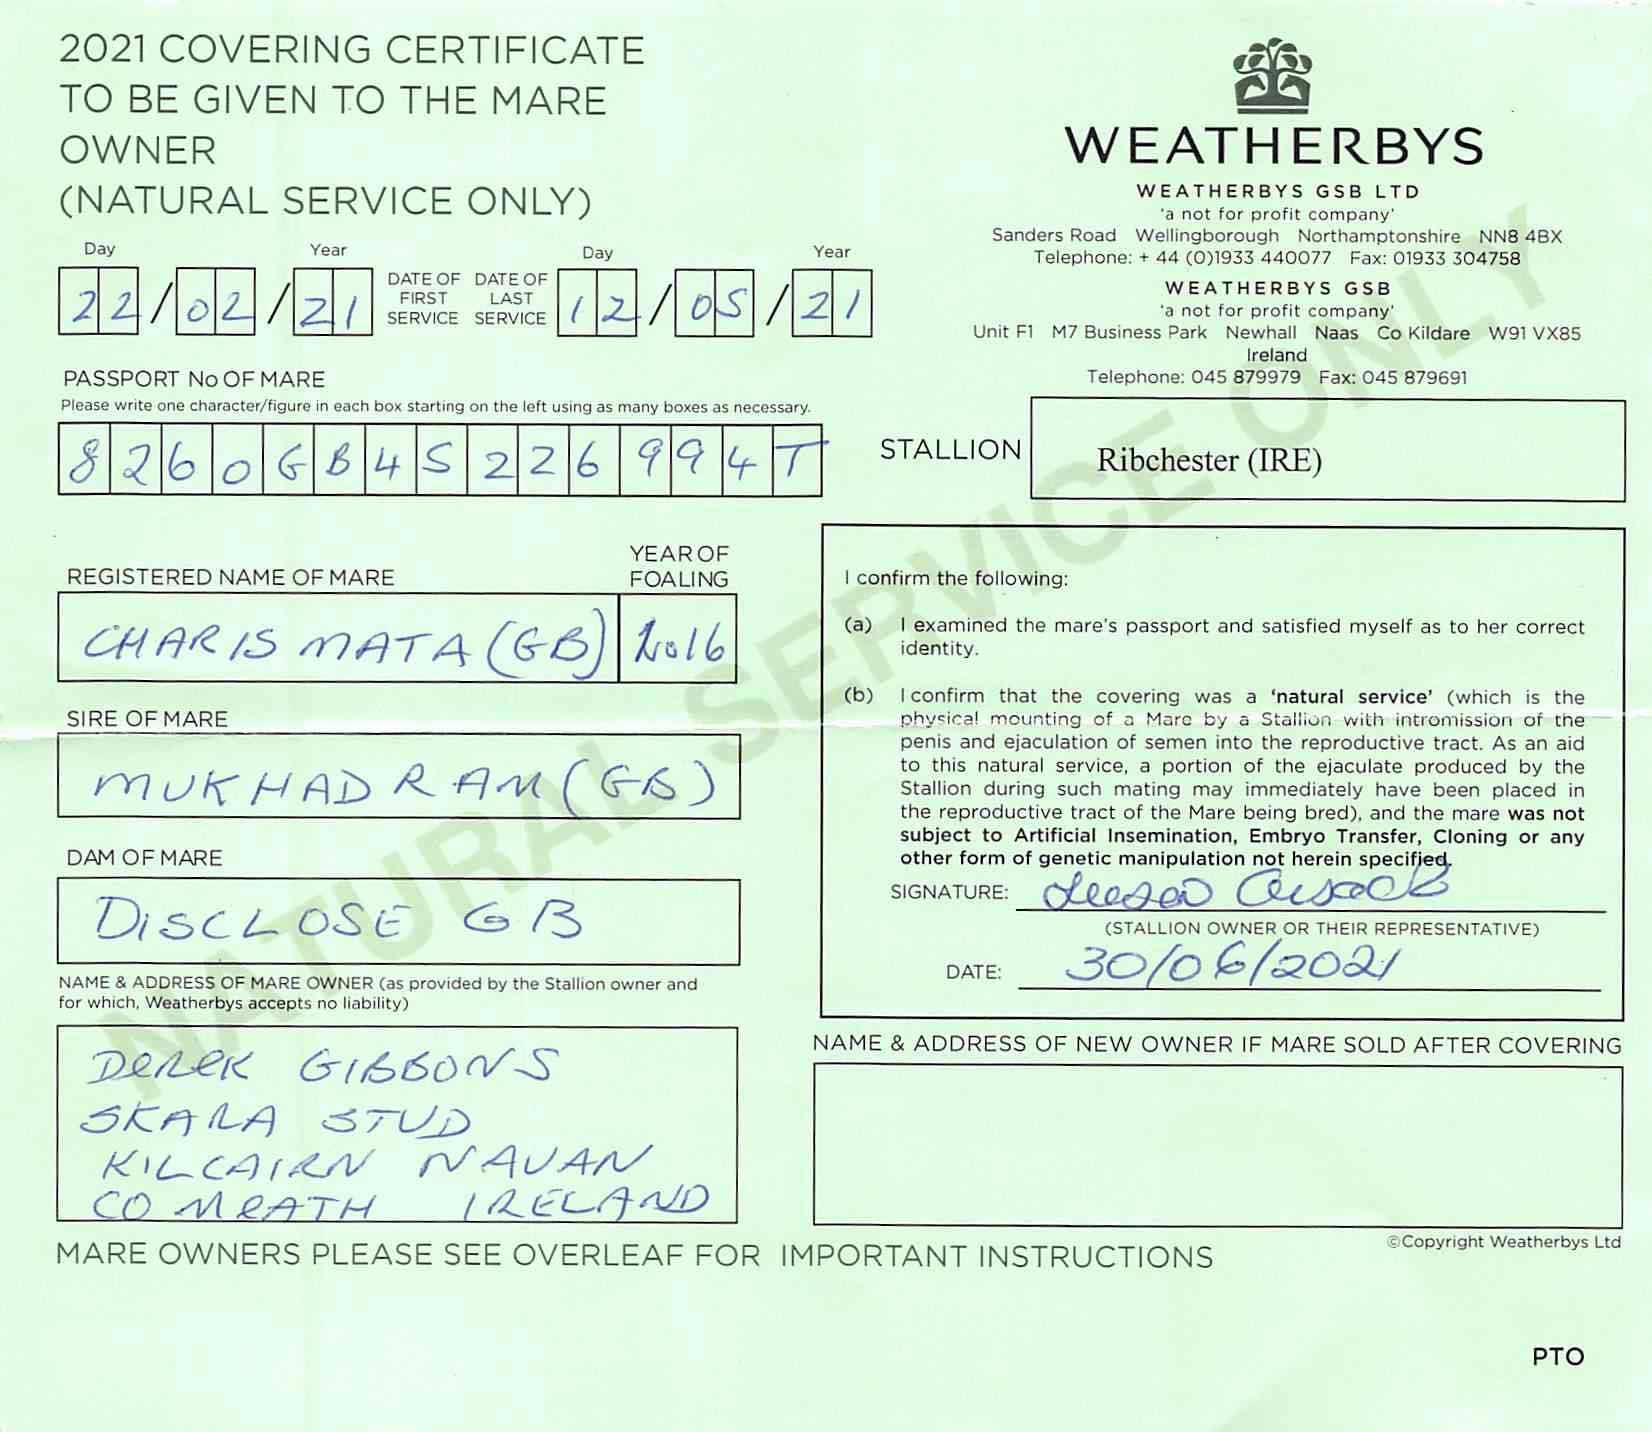 2021 COVERING CERTIFICATE
TO BE GIVEN TO THE MARE
OWNER
(NATURAL SERVICE ONLY)
Day Year
22/02/21
DATE OF FIRST SERVICE
DATE OF LAST SERVICE
Day Year
12/05/21
PASSPORT No OF MARE
Please write one character/figure in each box starting on the left using as many boxes as necessary.
8260GB4S226994T
REGISTERED NAME OF MARE
CHARISMATA (GB)
YEAR OF
FOALING
2016
SIRE OF MARE
MUKHADRAM (GB)
DAM OF MARE
DISCLOSE GB
NAME & ADDRESS OF MARE OWNER (as provided by the Stallion owner and
for which, Weatherbys accepts no liability)
DEREK GIBBONS
SKARA STUD
KILCAIRN NAVAN
CO MEATH IRELAND
WEATHERBYS
WEATHERBYS GSB LTD
'a not for profit company'
Sanders Road Wellingborough Northamptonshire NN8 4BX
Telephone: + 44 (0)1933 440077 Fax: 01933 304758
WEATHERBYS GSB
'a not for profit company'
Unit F1 M7 Business Park Newhall Naas Co Kildare W91 VX85
Ireland
Telephone: 045 879979 Fax: 045 879691
STALLION
Ribchester (IRE)
I confirm the following:
(a) I examined the mare's passport and satisfied myself as to her correct
identity.
(b) I confirm that the covering was a 'natural service' (which is the
physical mounting of a Mare by a Stallion with intromission of the
penis and ejaculation of semen into the reproductive tract. As an aid
to this natural service, a portion of the ejaculate produced by the
Stallion during such mating may immediately have been placed in
the reproductive tract of the Mare being bred), and the mare was not
subject to Artificial Insemination, Embryo Transfer, Cloning or any
other form of genetic manipulation not herein specified.
SIGNATURE:
(STALLION OWNER OR THEIR REPRESENTATIVE)
DATE: 30/06/2021
NAME & ADDRESS OF NEW OWNER IF MARE SOLD AFTER COVERING
©Copyright Weatherbys Ltd
MARE OWNERS PLEASE SEE OVERLEAF FOR IMPORTANT INSTRUCTIONS
PTO
NATURAL SERVICE ONLY